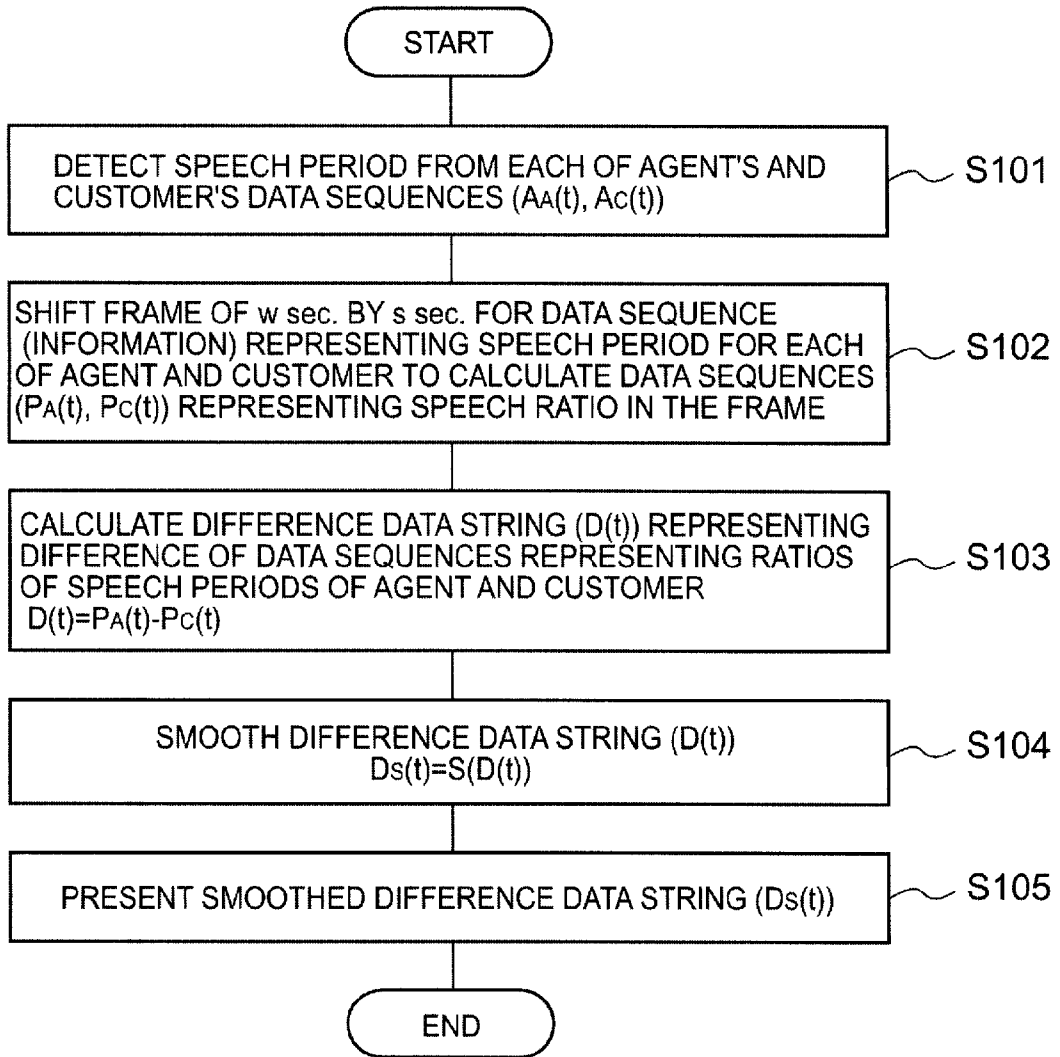 START
DETECT SPEECH PERIOD FROM EACH OF AGENT'S AND
CUSTOMER'S DATA SEQUENCES (AA(t), AC(t))
S101
SHIFT FRAME OF w sec. BY s sec. FOR DATA SEQUENCE
(INFORMATION) REPRESENTING SPEECH PERIOD FOR EACH
OF AGENT AND CUSTOMER TO CALCULATE DATA SEQUENCES
(PA(t), PC(t)) REPRESENTING SPEECH RATIO IN THE FRAME
S102
CALCULATE DIFFERENCE DATA STRING (D(t)) REPRESENTING
DIFFERENCE OF DATA SEQUENCES REPRESENTING RATIOS
OF SPEECH PERIODS OF AGENT AND CUSTOMER
D(t)=PA(t)-PC(t)
S103
SMOOTH DIFFERENCE DATA STRING (D(t))
Ds(t)=S(D(t))
S104
PRESENT SMOOTHED DIFFERENCE DATA STRING (Ds(t))
S105
END